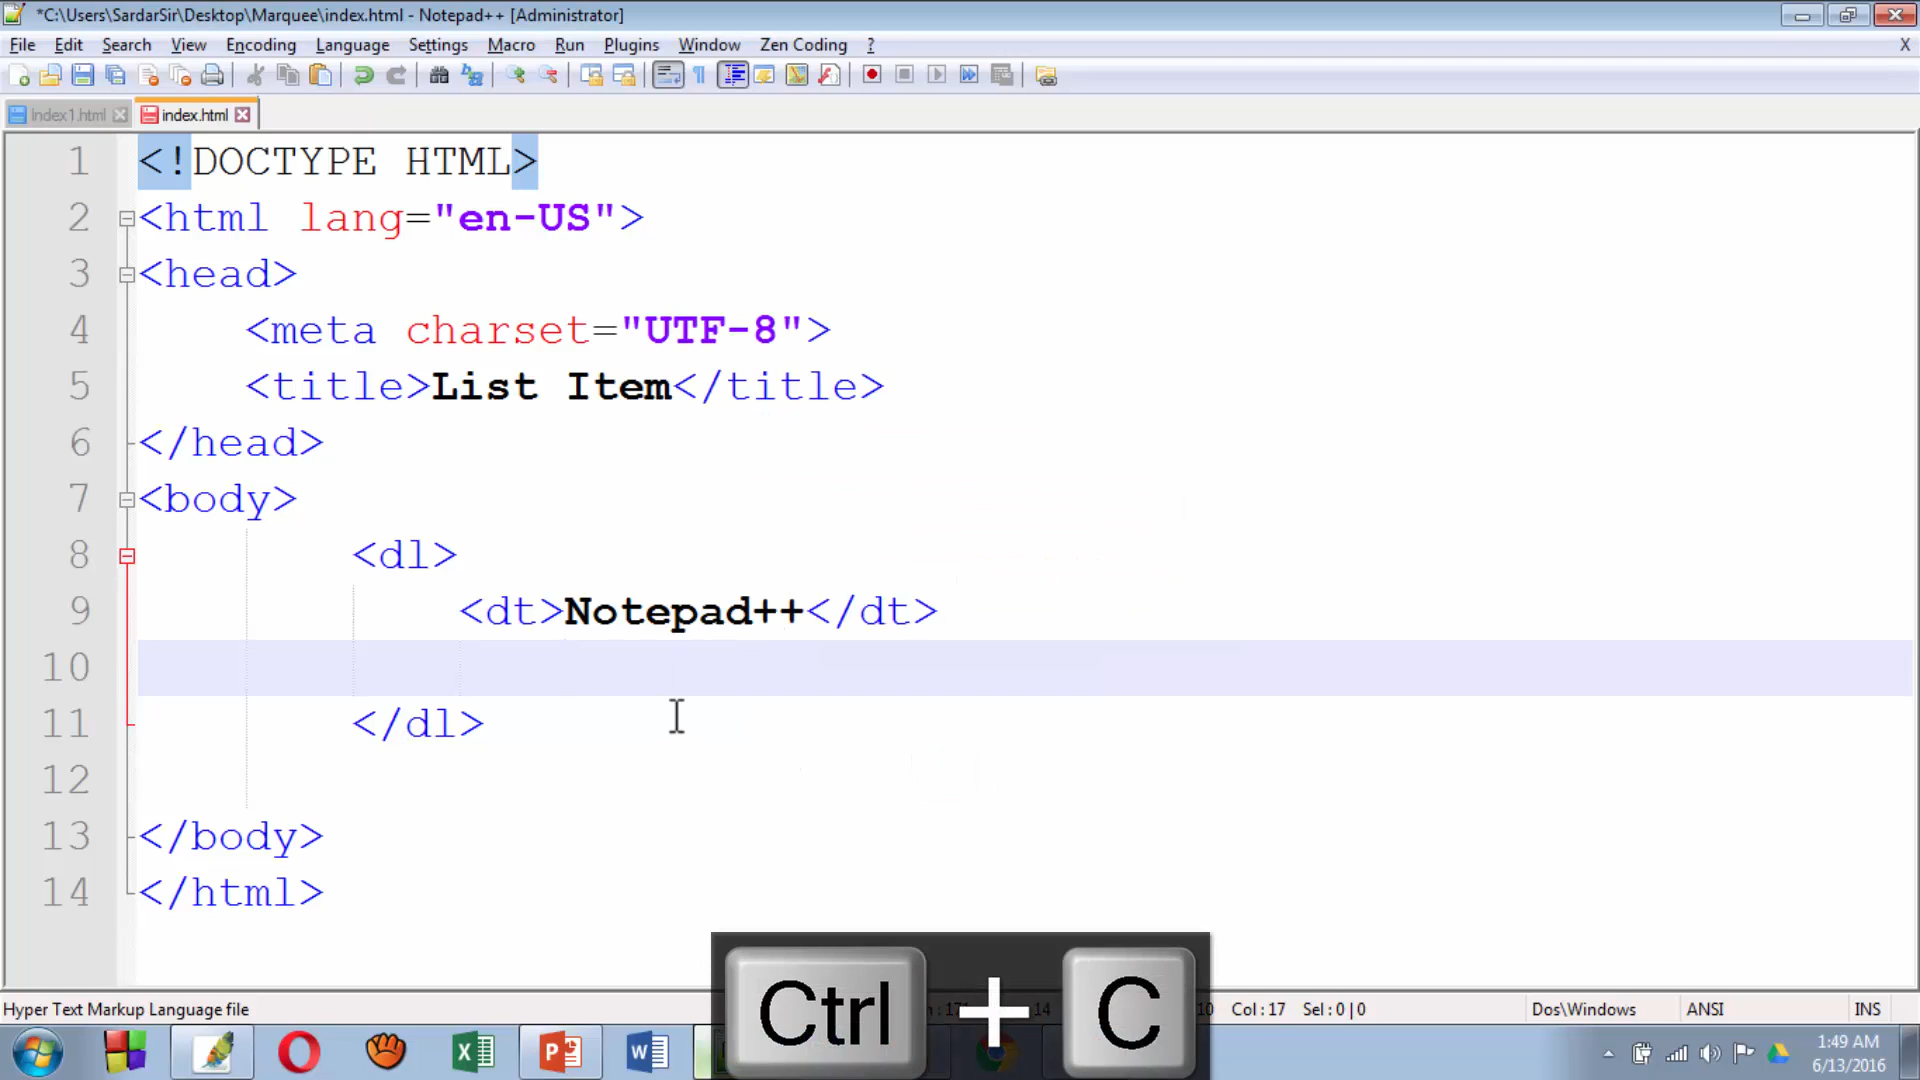 *C:\Users\SardarSir\Desktop\Marquee\index.html - Notepad++ [Administrator]
File Edit Search View Encoding Language Settings Macro Run Plugins Window Zen Coding ? X
Index1.html index.html
1 <!DOCTYPE HTML>
2 <html lang="en-US">
3 <head>
4 <meta charset="UTF-8">
5 <title>List Item</title>
6 </head>
7 <body>
8 <dl>
9 <dt>Notepad++</dt>
10
11 </dl>
12
13 </body>
14 </html>
Ctrl + C
Hyper Text Markup Language file Col : 17 Sel : 0 | 0 Dos\Windows ANSI INS
1:49 AM
6/13/2016